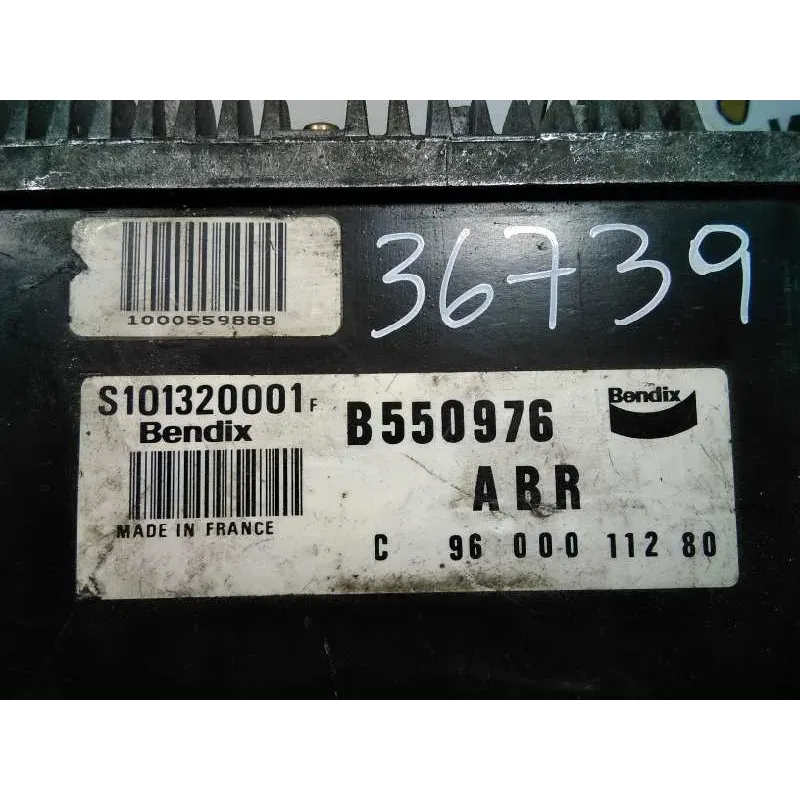 36739
1000559888
S101320001F
Bendix
B550976
Bendix
ABR
MADE IN FRANCE
C 96 000 112 80